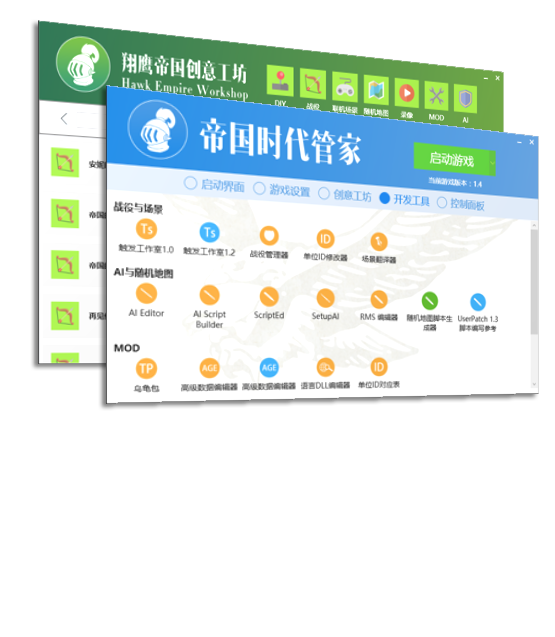 翔鹰帝国创意工坊
Hawk Empire Workshop
DIY 战役 联机场景 随机地图 录像 MOD AI
帝国时代管家
启动游戏
当前游戏版本：1.4
启动界面 游戏设置 创意工坊 开发工具 控制面板
战役与场景
Ts Ts ID
触发工作室1.0 触发工作室1.2 战役管理器 单位ID修改器 场景翻译器
AI与随机地图
AI Editor AI Script Builder ScriptEd SetupAI RMS 编辑器 随机地图脚本生成器 UserPatch 1.3 脚本编写参考
MOD
TP AGE AGE ID
乌龟包 高级数据编辑器 高级数据编辑器 语言DLL编辑器 单位ID对应表
帝国
帝国
再见